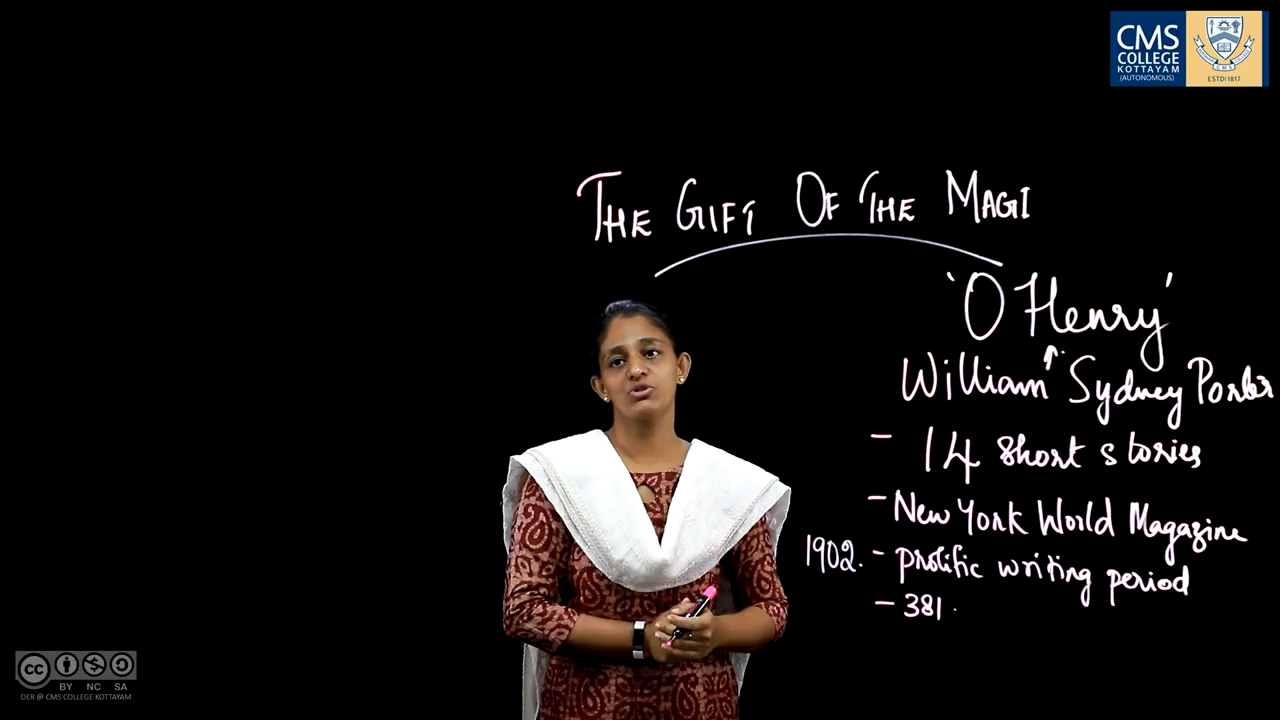 CMS
COLLEGE
KOTTAYAM
(AUTONOMOUS)
ESTD:1817
THE GIFT OF THE MAGI
'O Henry'
William Sydney Porter
- 14 short stories
- New York World Magazine
1902. - prolific writing period
- 381.
CC BY NC SA
OER @ CMS COLLEGE KOTTAYAM